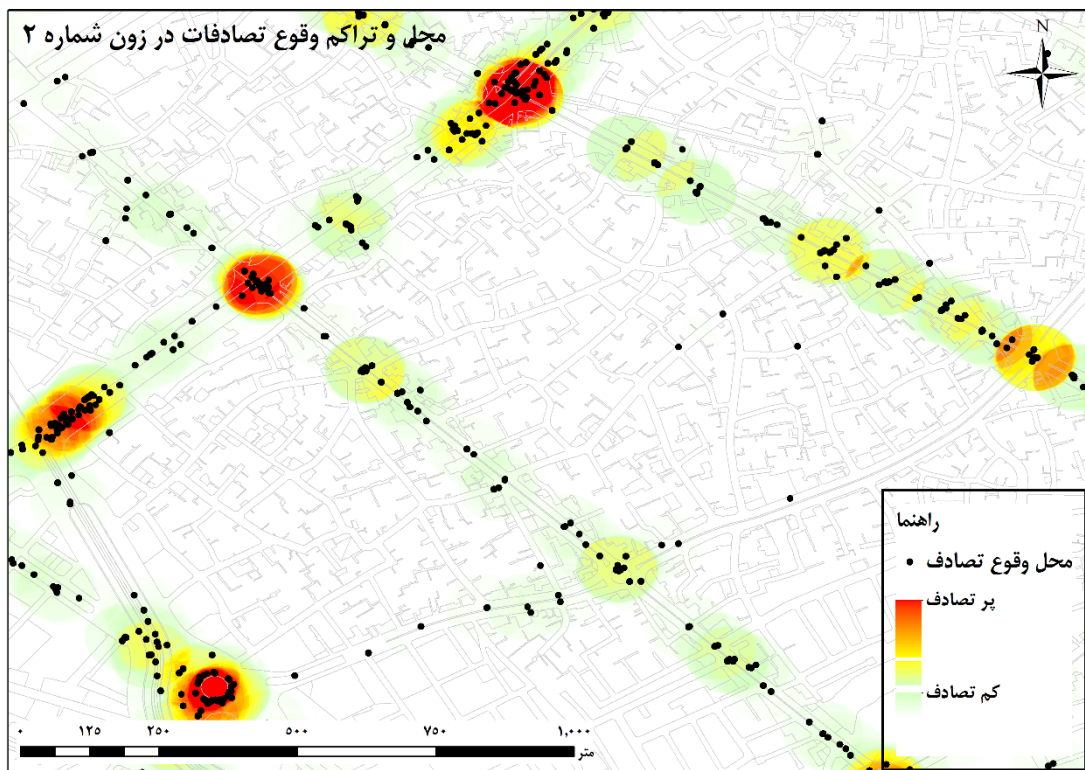 محل و تراکم وقوع تصادفات در زون شماره ۲
N
راهنما
محل وقوع تصادف
پر تصادف
کم تصادف
۰ ۱۲۵ ۲۵۰ ۵۰۰ ۷۵۰ ۱,۰۰۰
متر